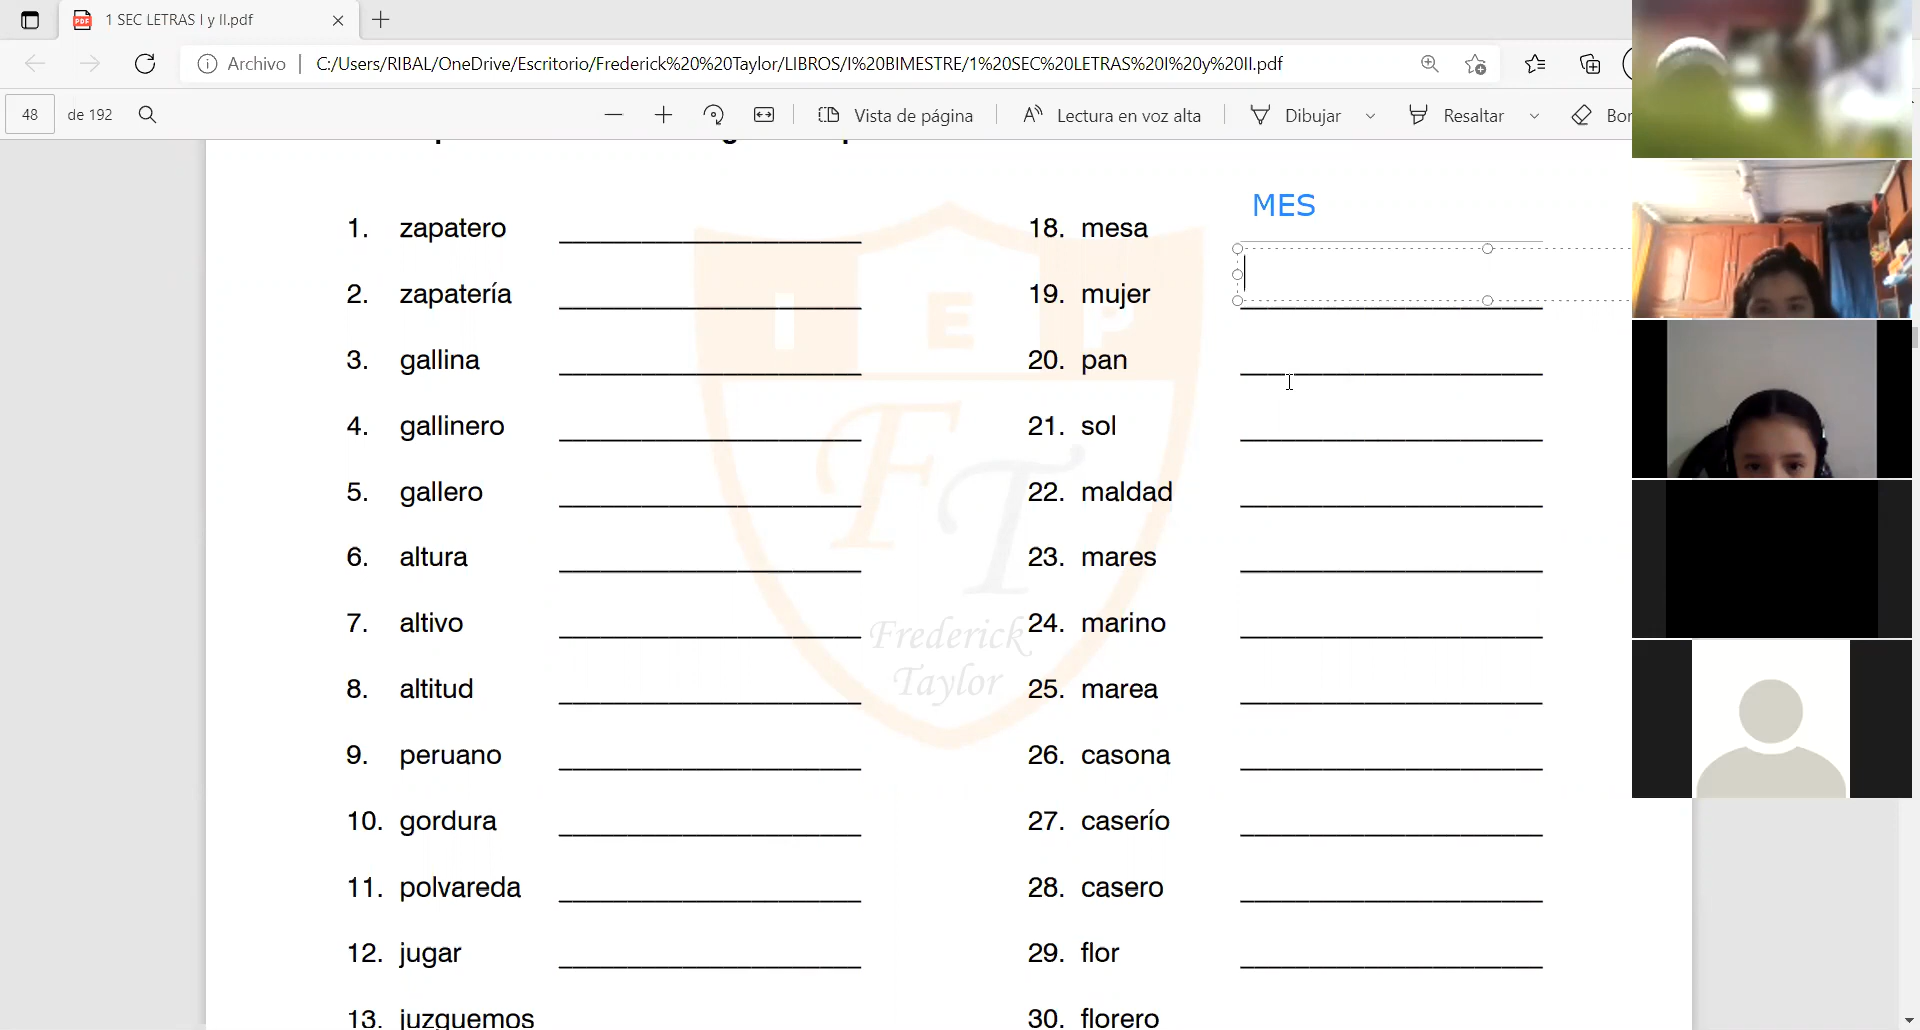 1 SEC LETRAS I y II.pdf
Archivo
C:/Users/RIBAL/OneDrive/Escritorio/Frederick%20%20Taylor/LIBROS/I%20BIMESTRE/1%20SEC%20LETRAS%20I%20y%20II.pdf
48 de 192
Vista de página
Lectura en voz alta
Dibujar
Resaltar
MES
1. zapatero
2. zapatería
3. gallina
4. gallinero
5. gallero
6. altura
7. altivo
8. altitud
9. peruano
10. gordura
11. polvareda
12. jugar
13. juzguemos
18. mesa
19. mujer
20. pan
21. sol
22. maldad
23. mares
24. marino
25. marea
26. casona
27. caserío
28. casero
29. flor
30. florero
I E P
F T
Frederick
Taylor